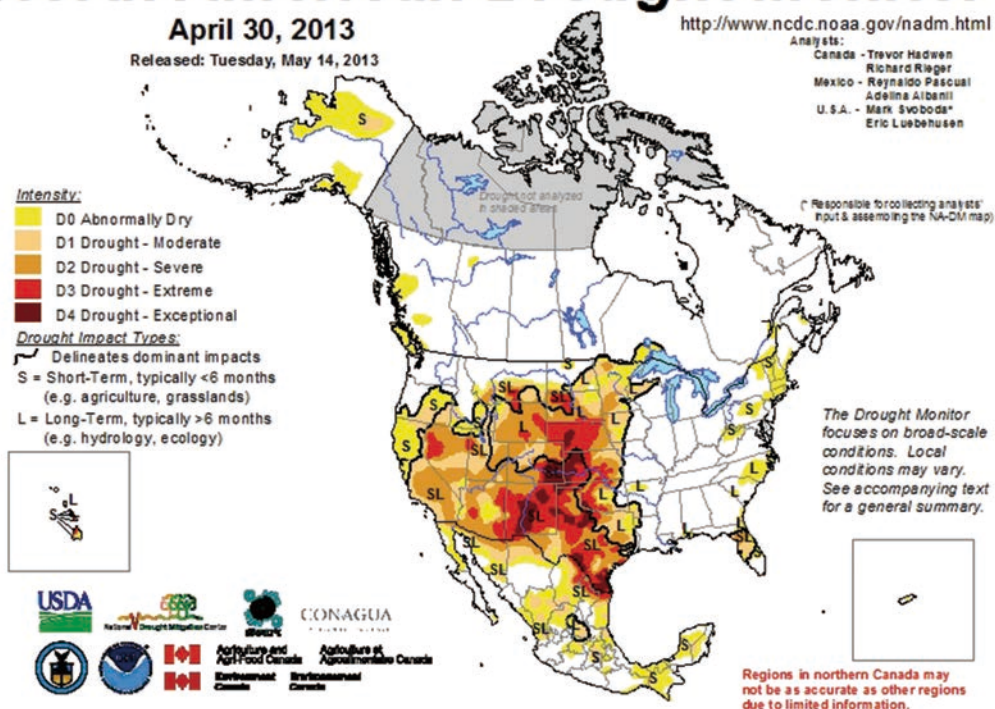 April 30, 2013
Released: Tuesday, May 14, 2013
http://www.ncdc.noaa.gov/nadm.html
Analysts:
Canada - Trevor Hadwen
Richard Rieger
Mexico - Reynaldo Pascual
Adelina Albanil
U.S.A. - Mark Svoboda*
Eric Luebehusen
(* Responsible for collecting analysts'
input & assembling the NA-DM map)
Drought not analyzed
in shaded areas
Intensity:
D0 Abnormally Dry
D1 Drought - Moderate
D2 Drought - Severe
D3 Drought - Extreme
D4 Drought - Exceptional
Drought Impact Types:
Delineates dominant impacts
S = Short-Term, typically <6 months
(e.g. agriculture, grasslands)
L = Long-Term, typically >6 months
(e.g. hydrology, ecology)
The Drought Monitor
focuses on broad-scale
conditions. Local
conditions may vary.
See accompanying text
for a general summary.
USDA
National Drought Mitigation Center
CONAGUA
Agriculture and
Agri-Food Canada
Agriculture et
Agroalimentaire Canada
Environment
Canada
Environnement
Canada
Regions in northern Canada may
not be as accurate as other regions
due to limited information.